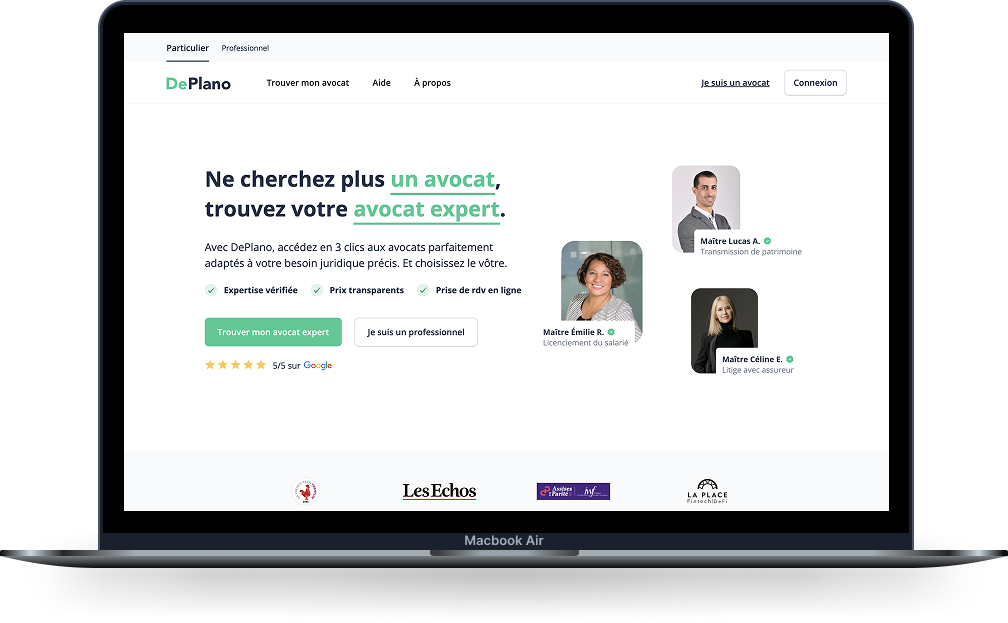 Particulier Professionnel
DePlano Trouver mon avocat Aide À propos Je suis un avocat Connexion
Ne cherchez plus un avocat,
trouvez votre avocat expert.
Avec DePlano, accédez en 3 clics aux avocats parfaitement
adaptés à votre besoin juridique précis. Et choisissez le vôtre.
Expertise vérifiée Prix transparents Prise de rdv en ligne
Trouver mon avocat expert Je suis un professionnel
5/5 sur Google
Maître Lucas A.
Transmission de patrimoine
Maître Émilie R.
Licenciement du salarié
Maître Céline E.
Litige avec assureur
Les Echos
Assises
Parité
ivf
LA PLACE
Fintech|DeFi
Macbook Air